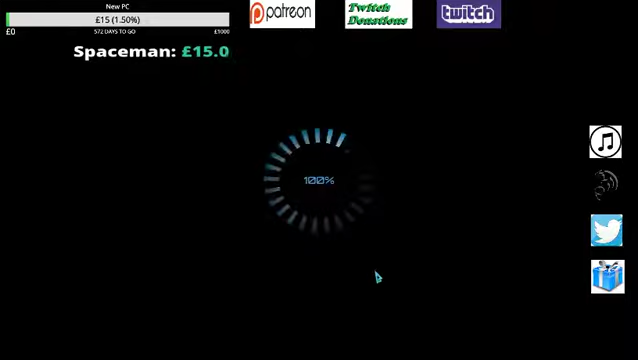 New PC
£15 (1.50%)
£0
572 DAYS TO GO
£1000
Spaceman: £15.0
patreon
Twitch
Donations
twitch
100%